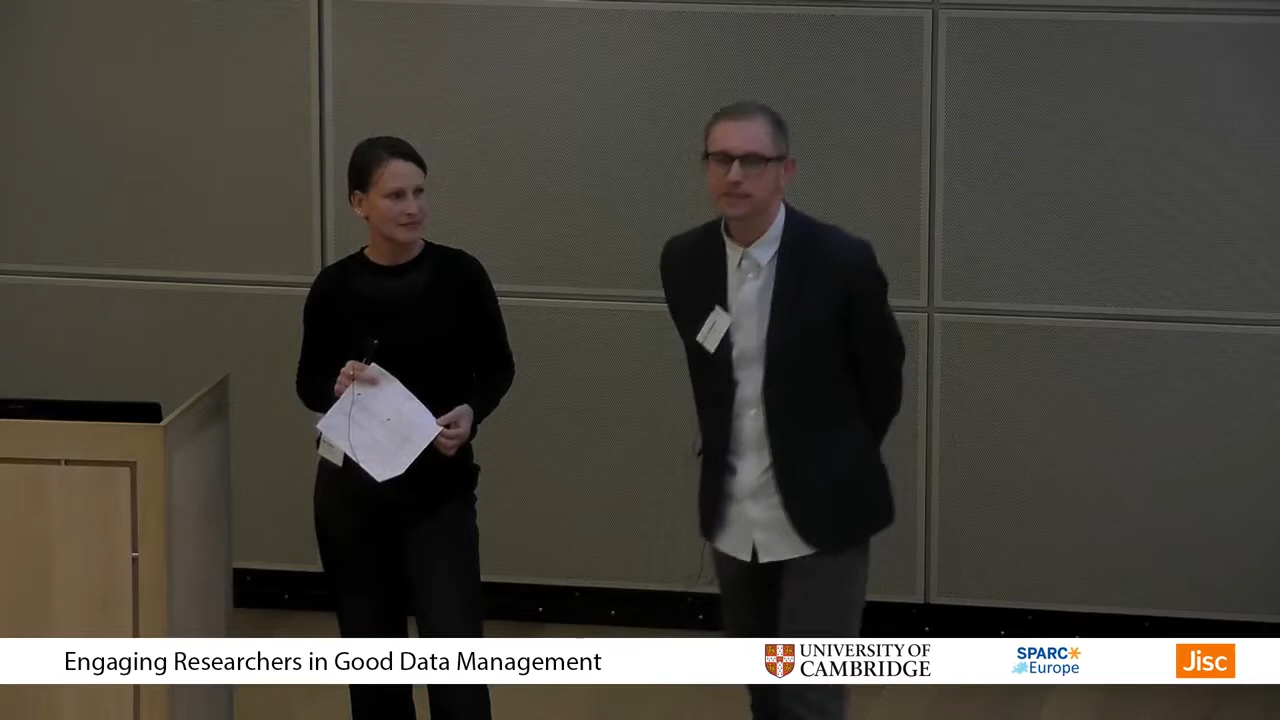 Engaging Researchers in Good Data Management
UNIVERSITY OF
CAMBRIDGE
SPARC*
Europe
Jisc